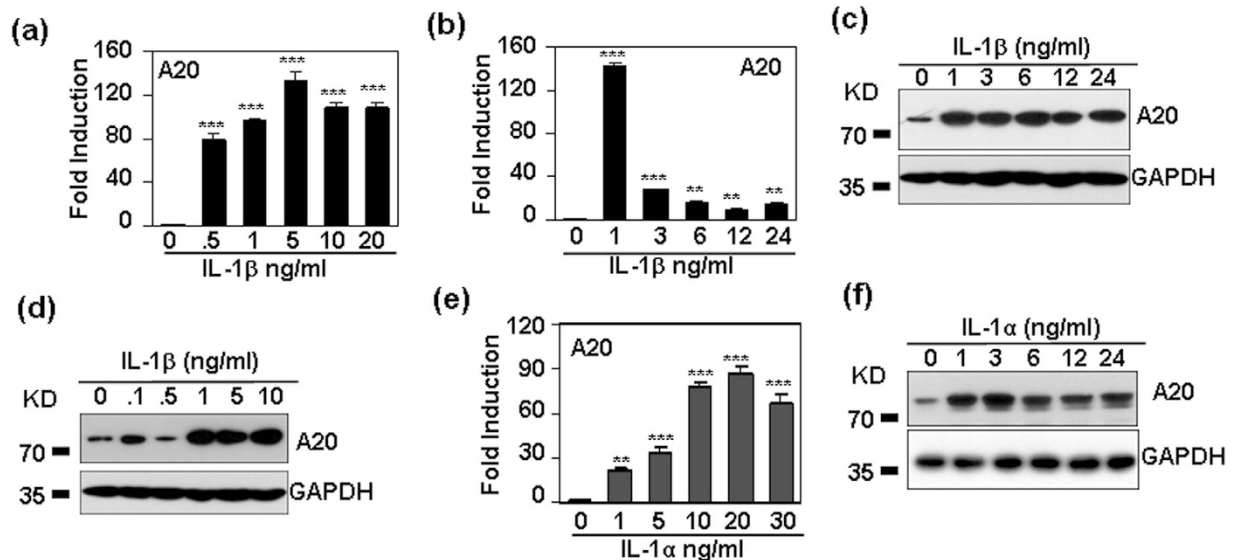 (a)
A20
Fold Induction
160
120
80
40
0
*** *** *** *** ***
0 .5 1 5 10 20
IL-1β ng/ml
(b)
A20
Fold Induction
160
120
80
40
0
*** *** ** ** **
0 1 3 6 12 24
IL-1β ng/ml
(c)
IL-1β (ng/ml)
0 1 3 6 12 24
KD
70
A20
35
GAPDH
(d)
IL-1β (ng/ml)
KD
0 .1 .5 1 5 10
70
A20
35
GAPDH
(e)
A20
Fold Induction
120
90
60
30
0
** *** *** *** ***
0 1 5 10 20 30
IL-1α ng/ml
(f)
IL-1α (ng/ml)
0 1 3 6 12 24
KD
70
A20
35
GAPDH